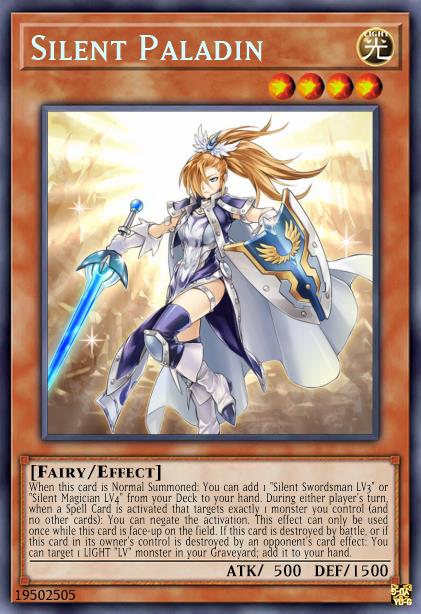 Silent Paladin
LIGHT
光
[Fairy/Effect]
When this card is Normal Summoned: You can add 1 "Silent Swordsman LV3" or
"Silent Magician LV4" from your Deck to your hand. During either player's turn,
when a Spell Card is activated that targets exactly 1 monster you control (and
no other cards): You can negate the activation. This effect can only be used
once while this card is face-up on the field. If this card is destroyed by battle, or if
this card in its owner's control is destroyed by an opponent's card effect: You
can target 1 LIGHT "LV" monster in your Graveyard; add it to your hand.
ATK/ 500 DEF/1500
19502505